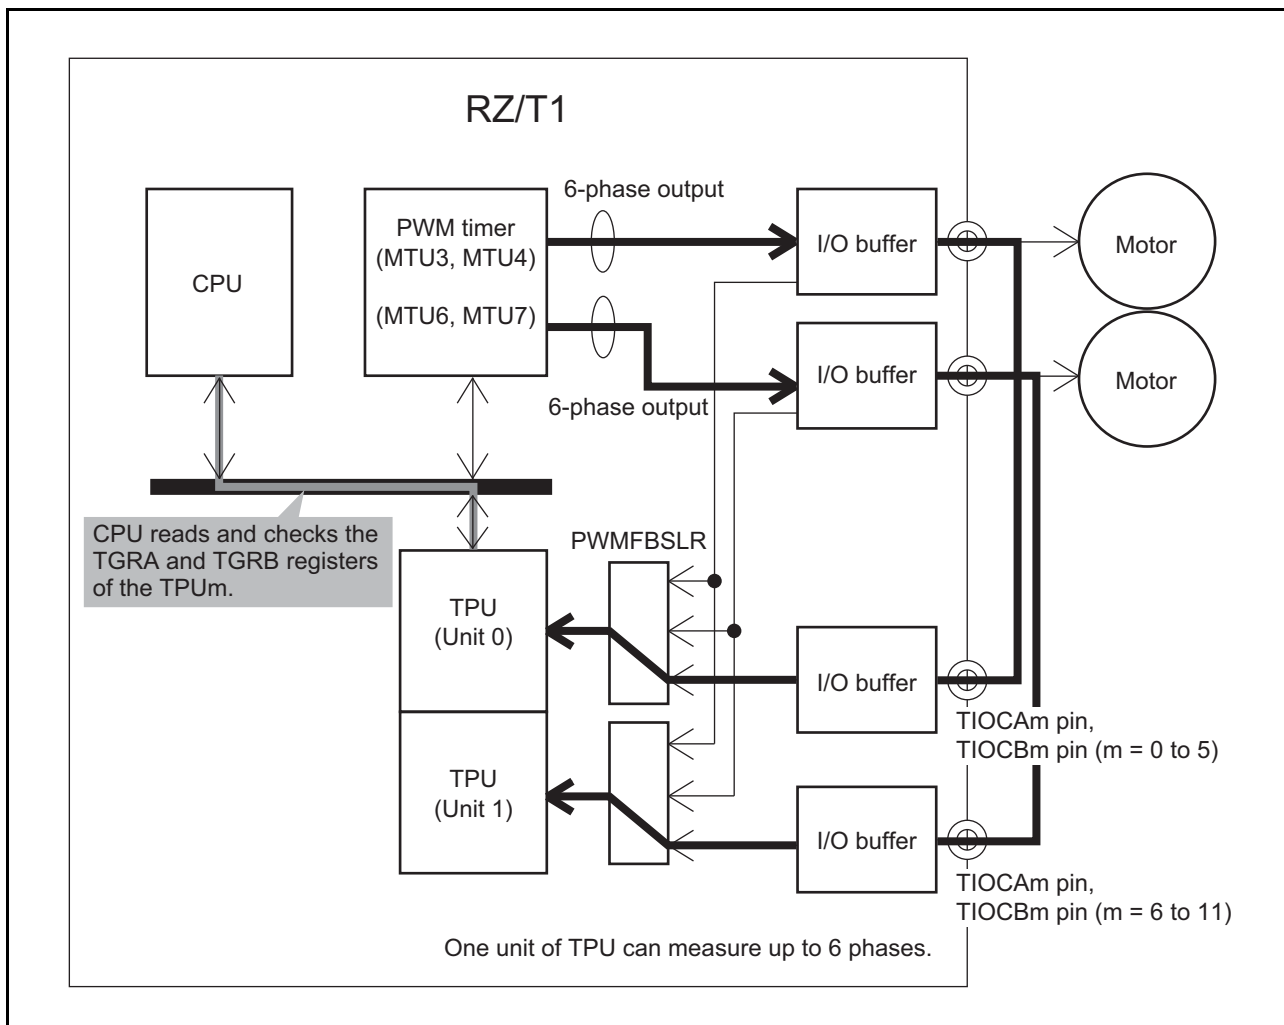 RZ/T1
6-phase output
PWM timer
(MTU3, MTU4)
(MTU6, MTU7)
CPU
I/O buffer
Motor
I/O buffer
Motor
6-phase output
CPU reads and checks the
TGRA and TGRB registers
of the TPUm.
PWMFBSLR
TPU
(Unit 0)
I/O buffer
TIOCAm pin,
TIOCBm pin (m = 0 to 5)
TPU
(Unit 1)
I/O buffer
TIOCAm pin,
TIOCBm pin (m = 6 to 11)
One unit of TPU can measure up to 6 phases.